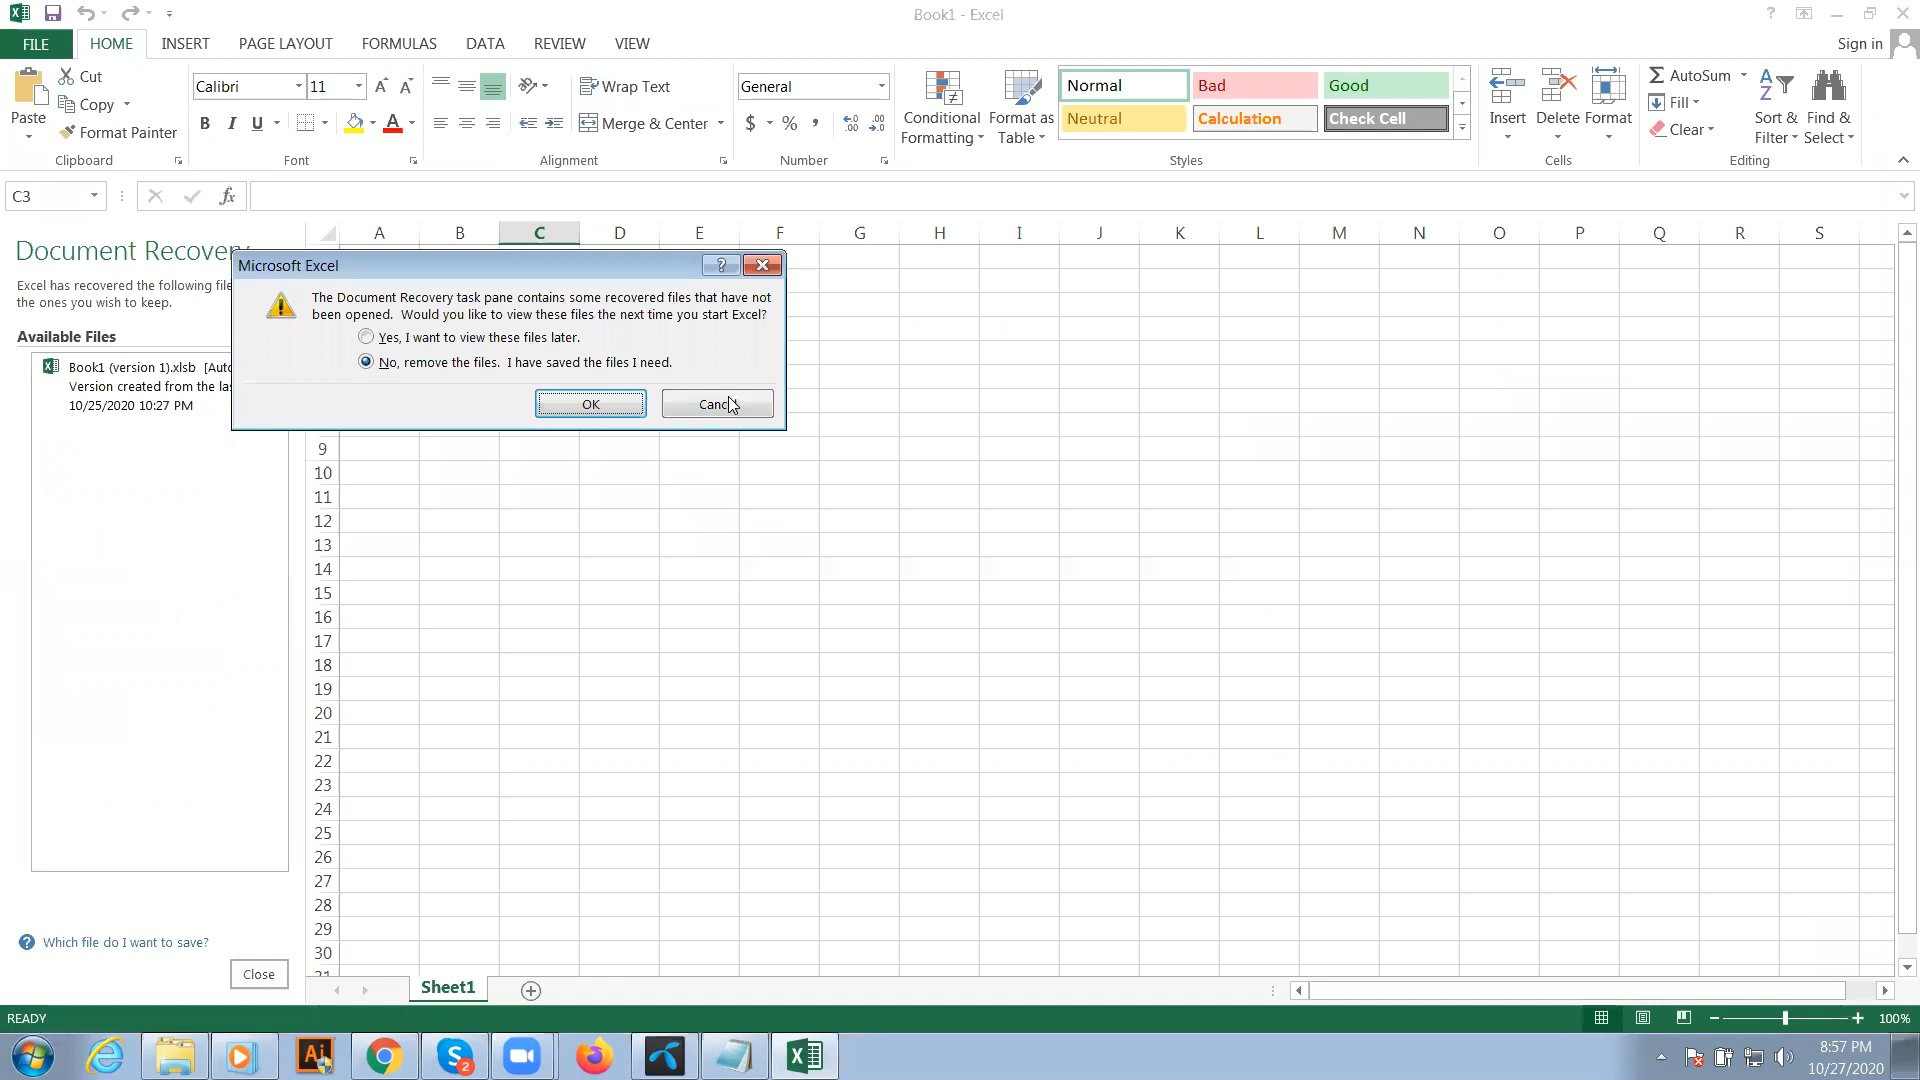 Book1 - Excel
FILE HOME INSERT PAGE LAYOUT FORMULAS DATA REVIEW VIEW Sign in
Paste
Cut
Copy
Format Painter
Clipboard
Calibri 11
B I U
Font
Wrap Text
Merge & Center
Alignment
General
$ % ,
Number
Conditional Formatting
Format as Table
Normal Bad Good
Neutral Calculation Check Cell
Styles
Insert Delete Format
Cells
AutoSum
Fill
Clear
Sort & Filter
Find & Select
Editing
C3 fx
A B C D E F G H I J K L M N O P Q R S
Document Recovery
Excel has recovered the following
the ones you wish to keep.
Available Files
Book1 (version 1).xlsb
Version created from the
10/25/2020 10:27 PM
Which file do I want to save?
Close
Microsoft Excel
The Document Recovery task pane contains some recovered files that have not
been opened. Would you like to view these files the next time you start Excel?
Yes, I want to view these files later.
No, remove the files. I have saved the files I need.
OK
9
10
11
12
13
14
15
16
17
18
19
20
21
22
23
24
25
26
27
28
29
30
Sheet1
READY 100%
2
8:57 PM
10/27/2020